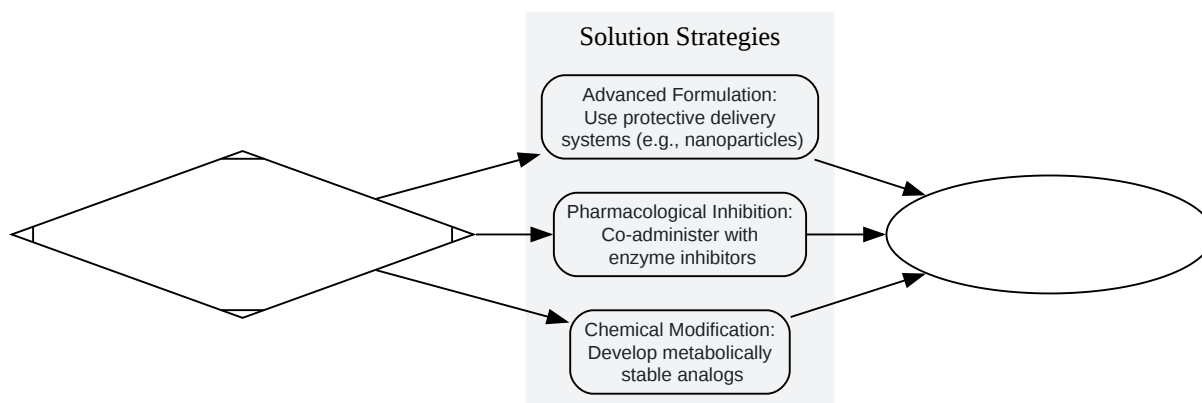 Solution Strategies
Advanced Formulation:
Use protective delivery
systems (e.g., nanoparticles)
Pharmacological Inhibition:
Co-administer with
enzyme inhibitors
Chemical Modification:
Develop metabolically
stable analogs